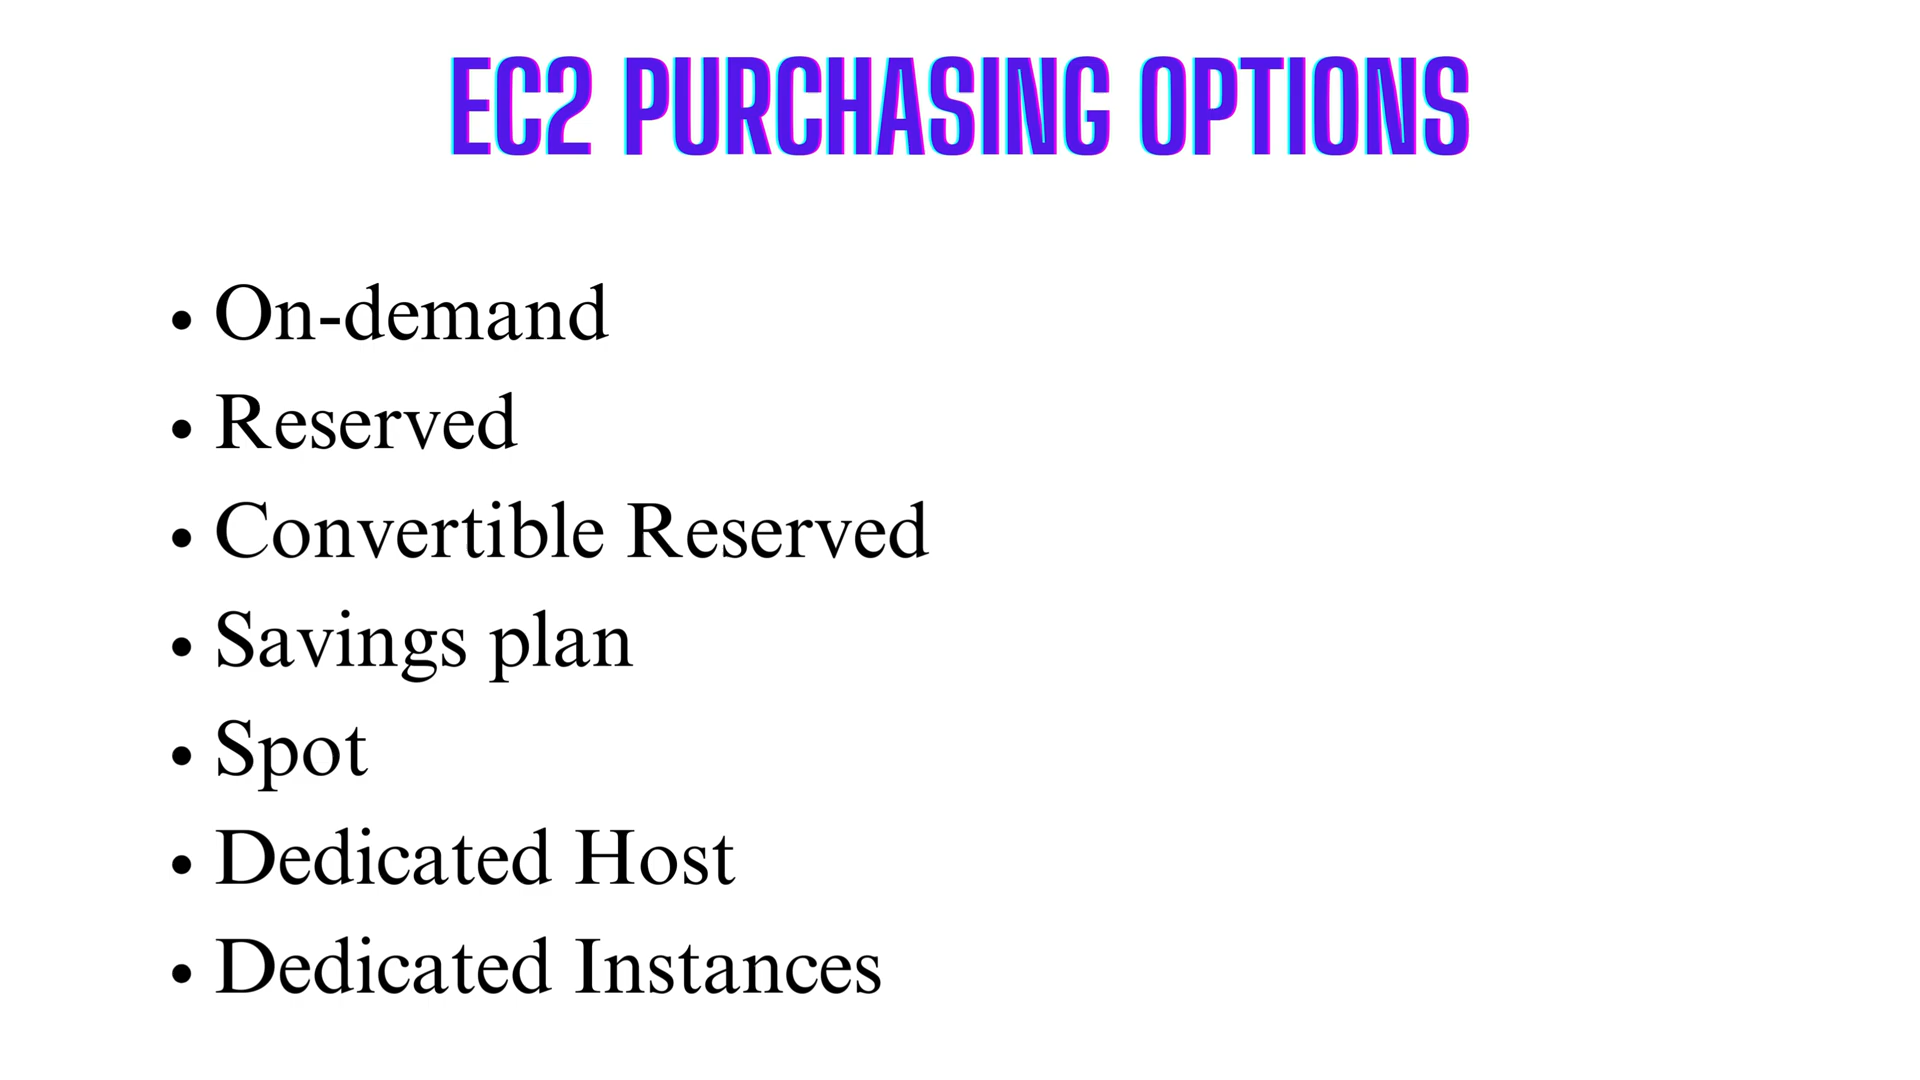 EC2 PURCHASING OPTIONS
• On-demand
• Reserved
• Convertible Reserved
• Savings plan
• Spot
• Dedicated Host
• Dedicated Instances